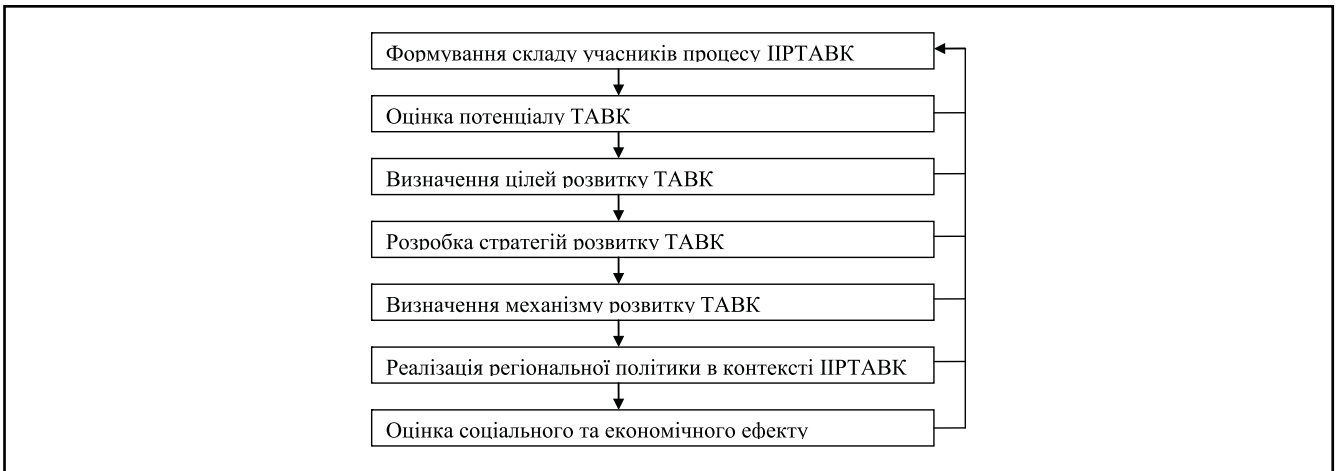 Формування складу учасників процесу ІІРТАВК
Оцінка потенціалу ТАВК
Визначення цілей розвитку ТАВК
Розробка стратегій розвитку ТАВК
Визначення механізму розвитку ТАВК
Реалізація регіональної політики в контексті ІІРТАВК
Оцінка соціального та економічного ефекту